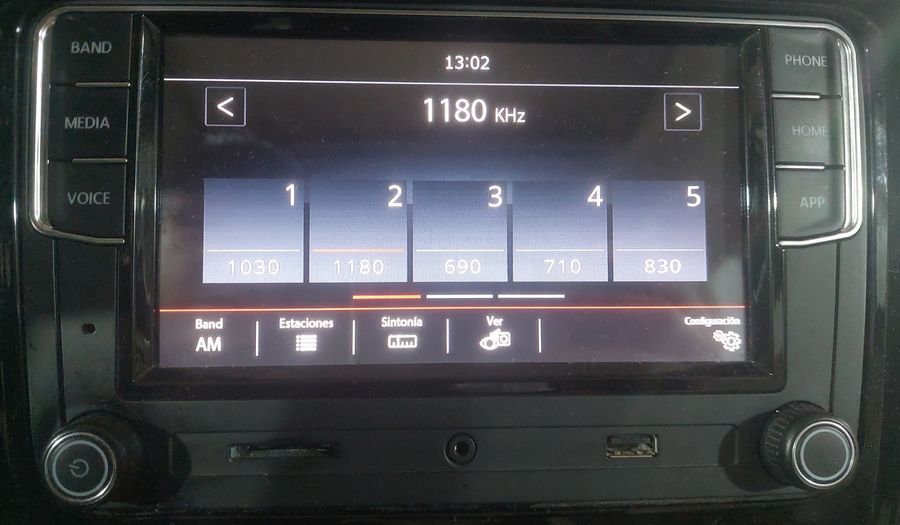 BAND
MEDIA
VOICE
13:02
<
1180 KHz
>
1 2 3 4 5
1030 1180 690 710 830
Band
AM
Estaciones
Sintonía
Ver
Configuración
PHONE
HOME
APP